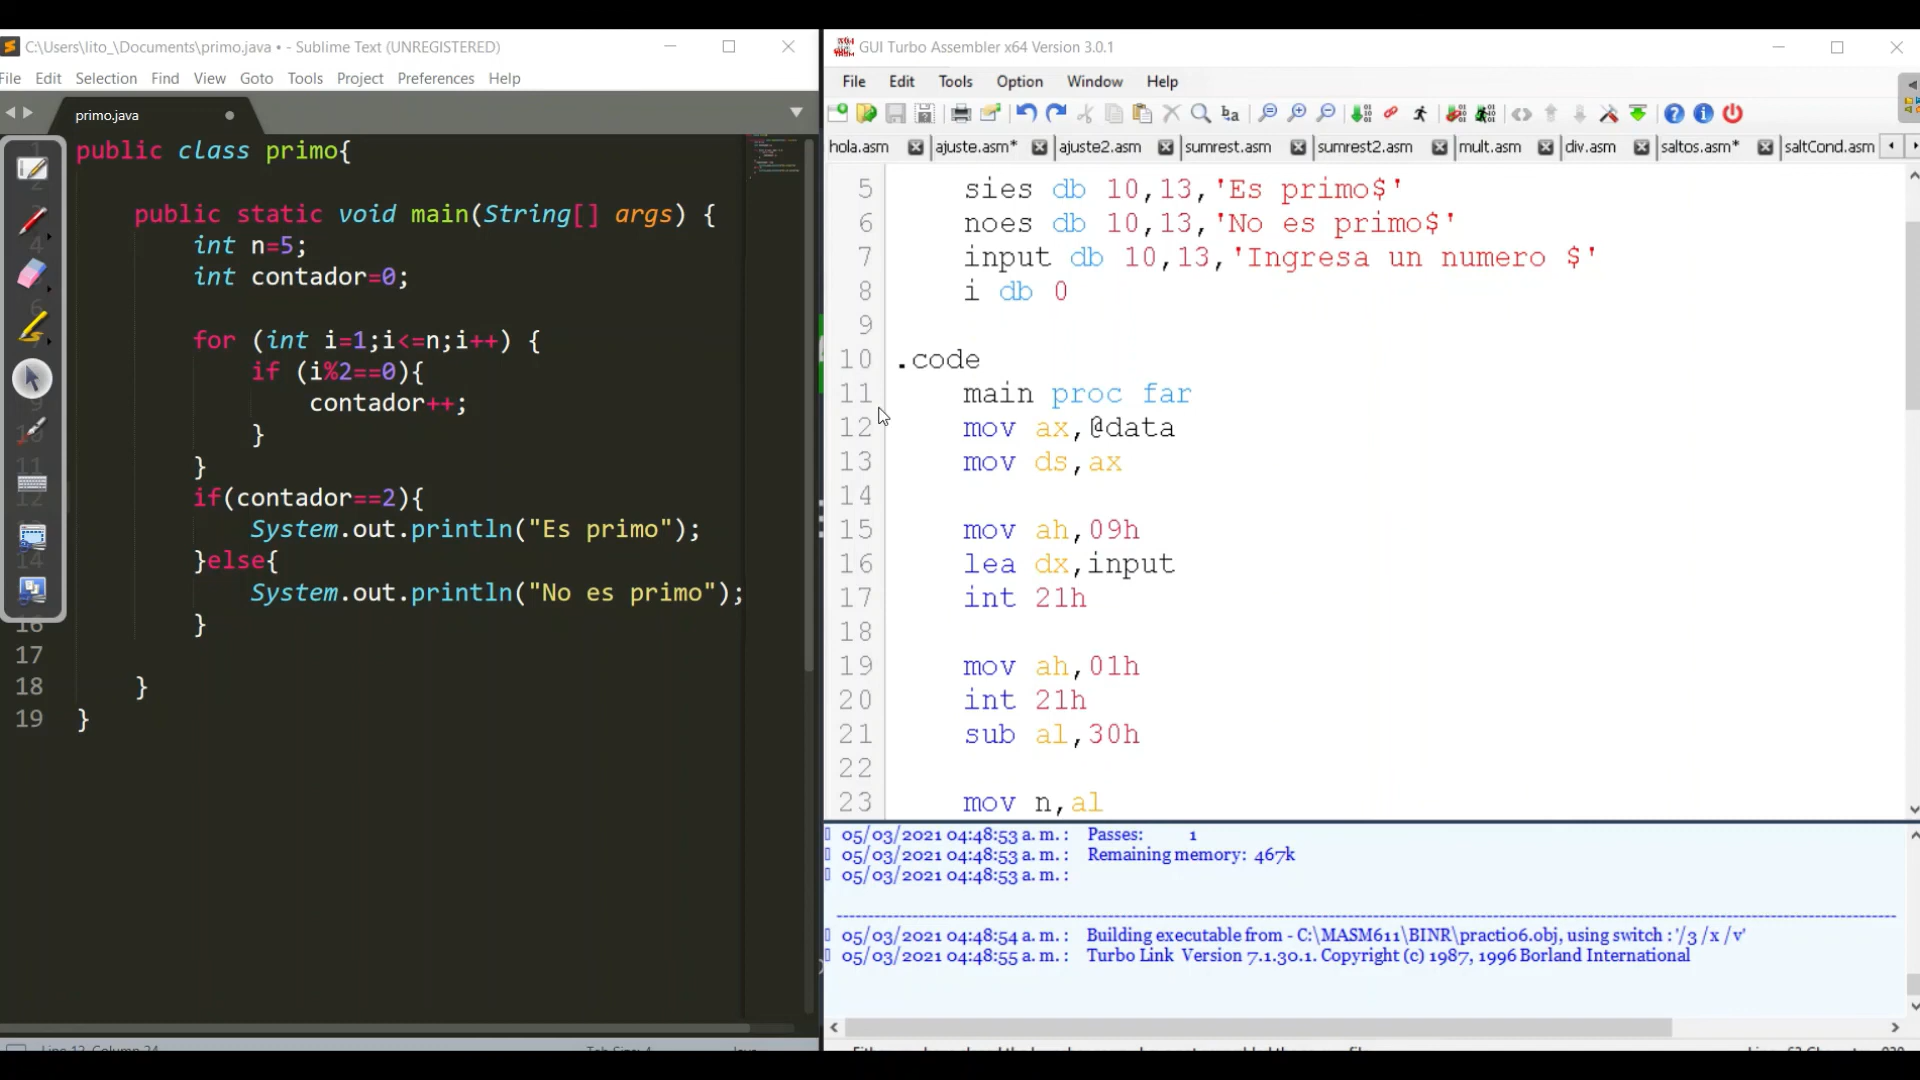 C:\Users\lito_\Documents\primo.java • - Sublime Text (UNREGISTERED)
File Edit Selection Find View Goto Tools Project Preferences Help
primo.java
public class primo{
public static void main(String[] args) {
int n=5;
int contador=0;
for (int i=1;i<=n;i++) {
if (i%2==0){
contador++;
}
}
if(contador==2){
System.out.println("Es primo");
}else{
System.out.println("No es primo");
16 }
17
18 }
19 }
GUI Turbo Assembler x64 Version 3.0.1
File Edit Tools Option Window Help
hola.asm ajuste.asm* ajuste2.asm sumrest.asm sumrest2.asm mult.asm div.asm saltos.asm* saltCond.asm
5 sies db 10,13,'Es primo$'
6 noes db 10,13,'No es primo$'
7 input db 10,13,'Ingresa un numero $'
8 i db 0
9
10 .code
11 main proc far
12 mov ax,@data
13 mov ds,ax
14
15 mov ah,09h
16 lea dx,input
17 int 21h
18
19 mov ah,01h
20 int 21h
21 sub al,30h
22
23 mov n,al
05/03/2021 04:48:53 a. m. : Passes: 1
05/03/2021 04:48:53 a. m. : Remaining memory: 467k
05/03/2021 04:48:53 a. m. :
05/03/2021 04:48:54 a. m. : Building executable from - C:\MASM611\BINR\practi06.obj, using switch : '/3 /x /v'
05/03/2021 04:48:55 a. m. : Turbo Link Version 7.1.30.1. Copyright (c) 1987, 1996 Borland International